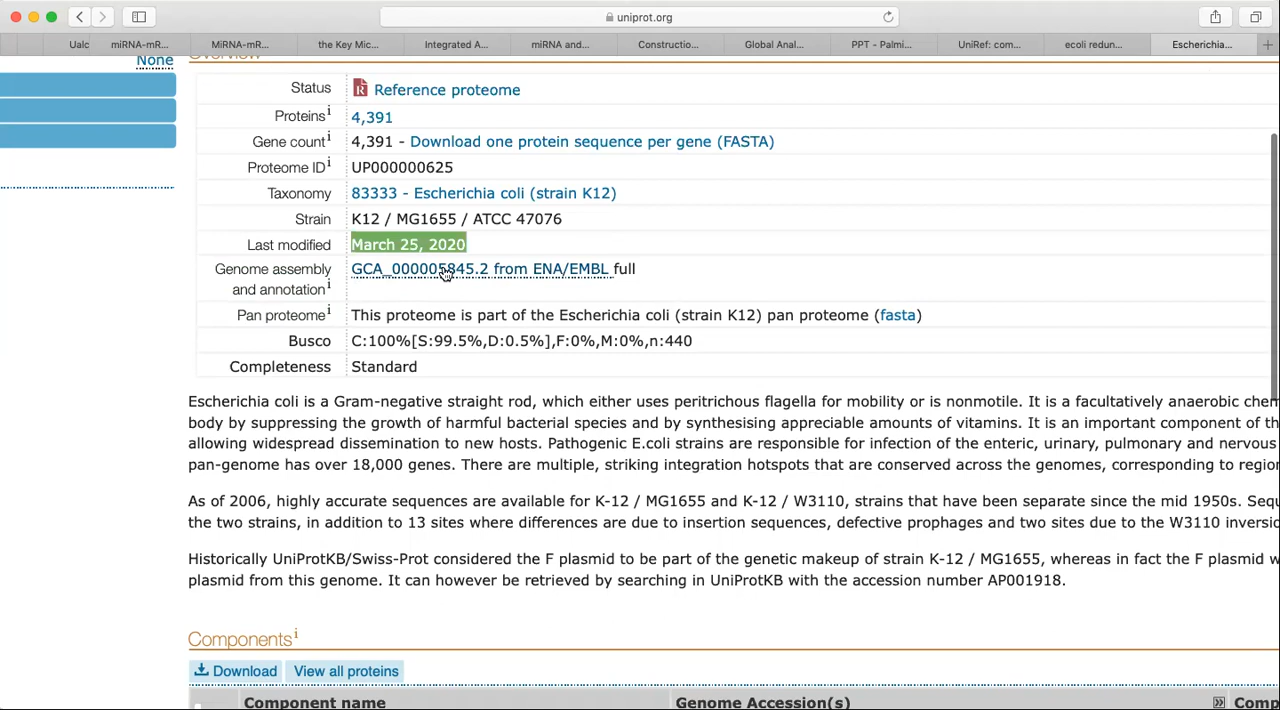 uniprot.org
Ualc
miRNA-mR...
MiRNA-mR...
the Key Mic...
Integrated A...
miRNA and...
Constructio...
Global Anal...
PPT - Palmi...
UniRef: com...
ecoli redun...
Escherichia...
None
Overview
Status Reference proteome
Proteins i 4,391
Gene count i 4,391 - Download one protein sequence per gene (FASTA)
Proteome ID i UP000000625
Taxonomy 83333 - Escherichia coli (strain K12)
Strain K12 / MG1655 / ATCC 47076
Last modified March 25, 2020
Genome assembly GCA_000005845.2 from ENA/EMBL full
and annotation i
Pan proteome i This proteome is part of the Escherichia coli (strain K12) pan proteome (fasta)
Busco C:100%[S:99.5%,D:0.5%],F:0%,M:0%,n:440
Completeness Standard
Escherichia coli is a Gram-negative straight rod, which either uses peritrichous flagella for mobility or is nonmotile. It is a facultatively anaerobic cher
body by suppressing the growth of harmful bacterial species and by synthesising appreciable amounts of vitamins. It is an important component of th
allowing widespread dissemination to new hosts. Pathogenic E.coli strains are responsible for infection of the enteric, urinary, pulmonary and nervous
pan-genome has over 18,000 genes. There are multiple, striking integration hotspots that are conserved across the genomes, corresponding to regio
As of 2006, highly accurate sequences are available for K-12 / MG1655 and K-12 / W3110, strains that have been separate since the mid 1950s. Sequ
the two strains, in addition to 13 sites where differences are due to insertion sequences, defective prophages and two sites due to the W3110 inversio
Historically UniProtKB/Swiss-Prot considered the F plasmid to be part of the genetic makeup of strain K-12 / MG1655, whereas in fact the F plasmid w
plasmid from this genome. It can however be retrieved by searching in UniProtKB with the accession number AP001918.
Components i
Download View all proteins
Component name Genome Accession(s) Comp